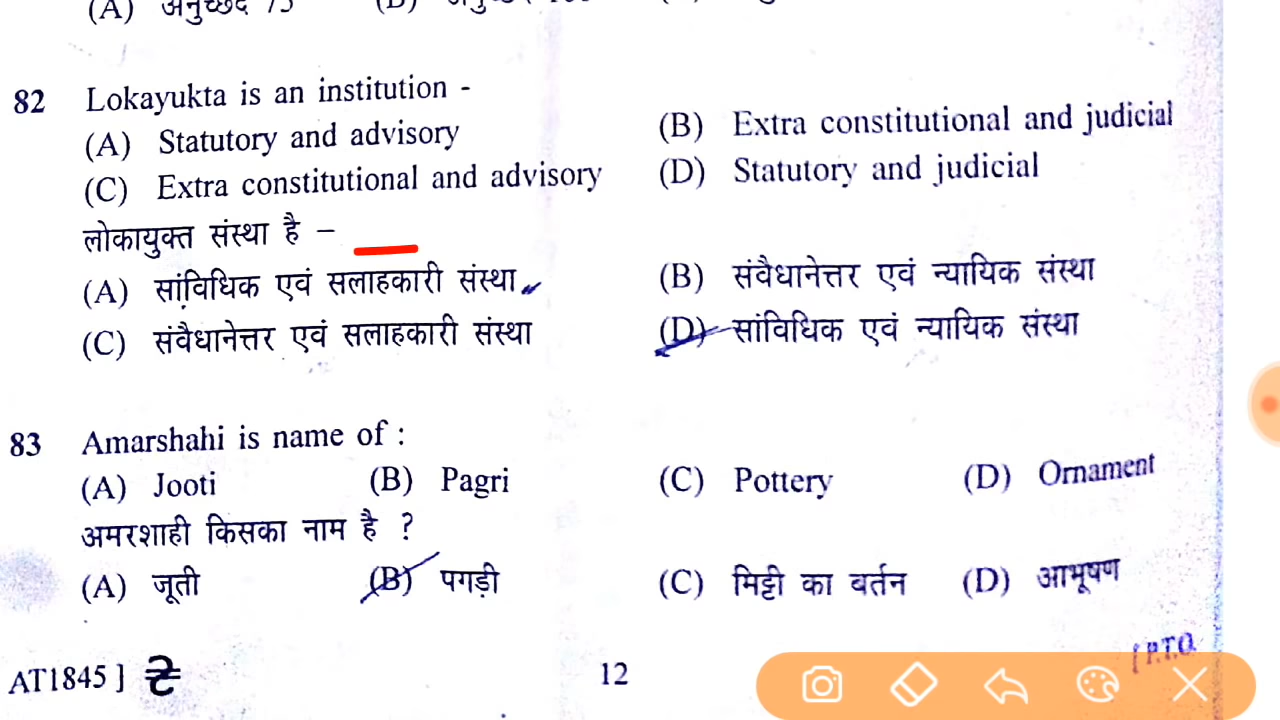 (A) अनुच्छेद 75 (B)
82 Lokayukta is an institution -
(A) Statutory and advisory (B) Extra constitutional and judicial
(C) Extra constitutional and advisory (D) Statutory and judicial
लोकायुक्त संस्था है –
(A) सांविधिक एवं सलाहकारी संस्था (B) संवैधानेत्तर एवं न्यायिक संस्था
(C) संवैधानेत्तर एवं सलाहकारी संस्था (D) सांविधिक एवं न्यायिक संस्था
83 Amarshahi is name of :
(A) Jooti (B) Pagri (C) Pottery (D) Ornament
अमरशाही किसका नाम है ?
(A) जूती (B) पगड़ी (C) मिट्टी का बर्तन (D) आभूषण
AT1845 ] 12 [ P.T.O.